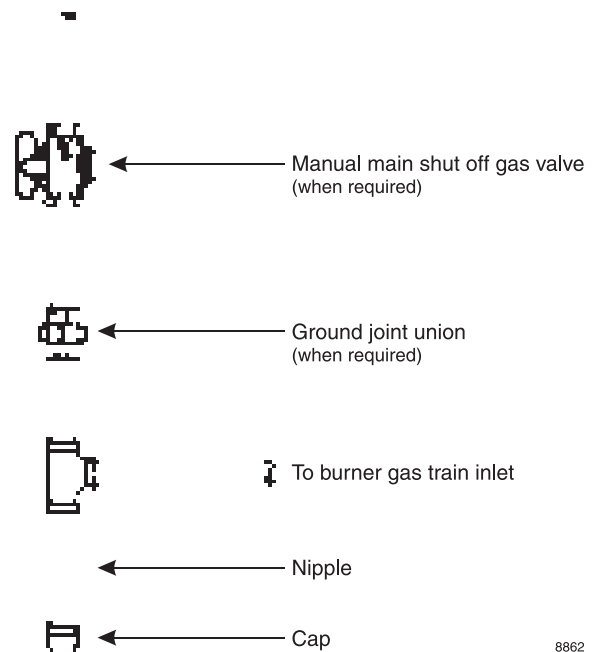 Manual main shut off gas valve
(when required)
Ground joint union
(when required)
To burner gas train inlet
Nipple
Cap
8862